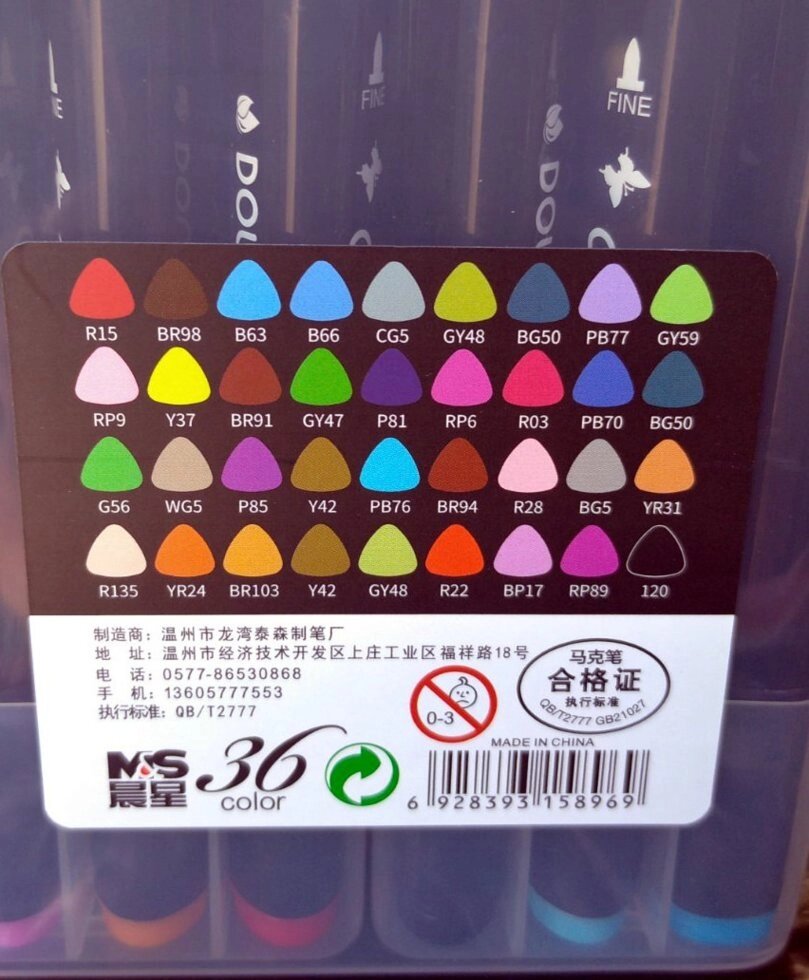 FINE
FINE
DOU
DOU
R15 BR98 B63 B66 CG5 GY48 BG50 PB77 GY59
RP9 Y37 BR91 GY47 P81 RP6 R03 PB70 BG50
G56 WG5 P85 Y42 PB76 BR94 R28 BG5 YR31
R135 YR24 BR103 Y42 GY48 R22 BP17 RP89 120
制造商：温州市龙湾泰森制笔厂
地 址：温州市经济技术开发区上庄工业区福祥路18号
电 话：0577-86530868
手 机：13605777553
执行标准：QB/T2777
0-3
马克笔
合格证
执行标准
QB/T2777 GB21027
M&S
晨星
36
color
MADE IN CHINA
6 928393 158969